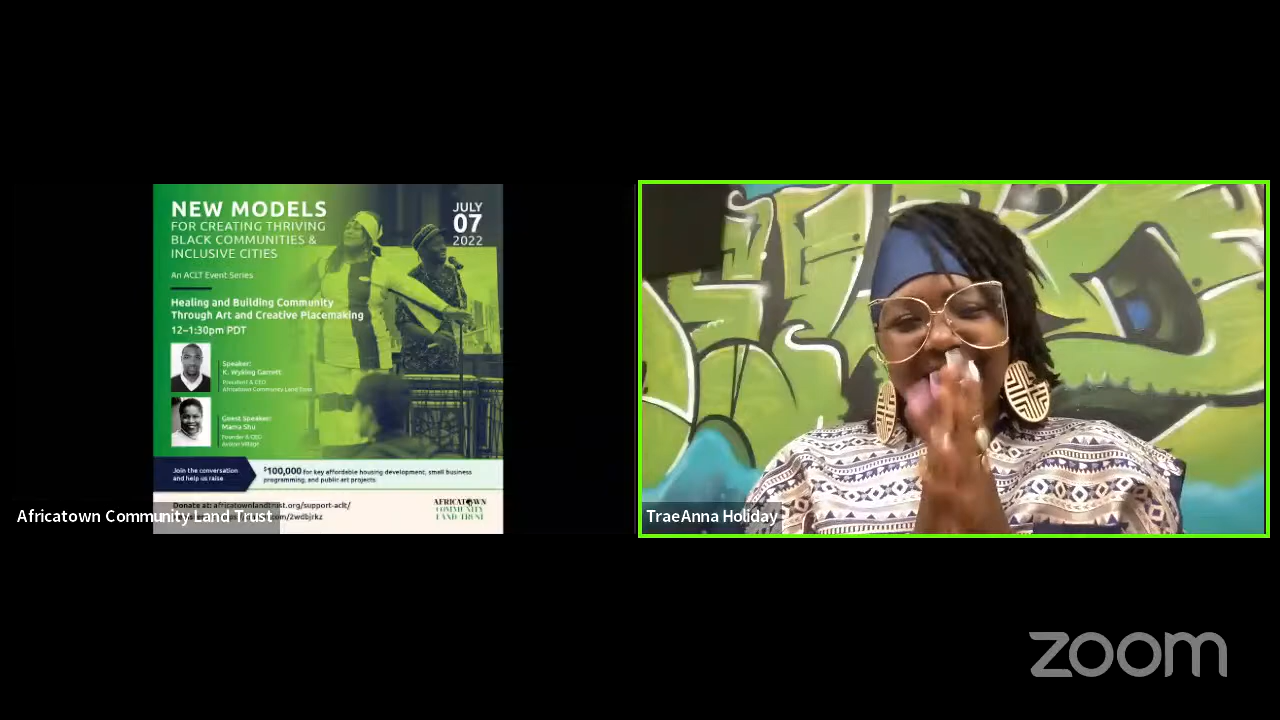 NEW MODELS
FOR CREATING THRIVING
BLACK COMMUNITIES &
INCLUSIVE CITIES
An ACLT Event Series
JULY
07
2022
Healing and Building Community
Through Art and Creative Placemaking
12–1:30pm PDT
Speaker:
K. Wyking Garrett
President & CEO
Africatown Community Land Trust
Guest Speaker:
Mama Shu
Founder & CEO
Avalon Village
Join the conversation
and help us raise
$100,000 for key affordable housing development, small business
programming, and public art projects
Donate at: africatownlandtrust.org/support-aclt/
.com/2wdbjrkz
AFRICATOWN
COMMUNITY
LAND TRUST
Africatown Community Land Trust
TraeAnna Holiday
zoom